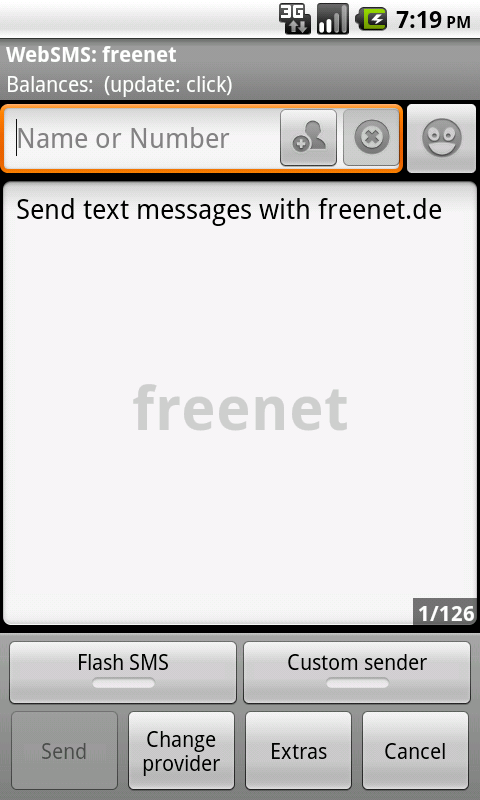 3G 7:19 PM
WebSMS: freenet
Balances: (update: click)
Name or Number
Send text messages with freenet.de
freenet
1/126
Flash SMS Custom sender
Send Change provider Extras Cancel